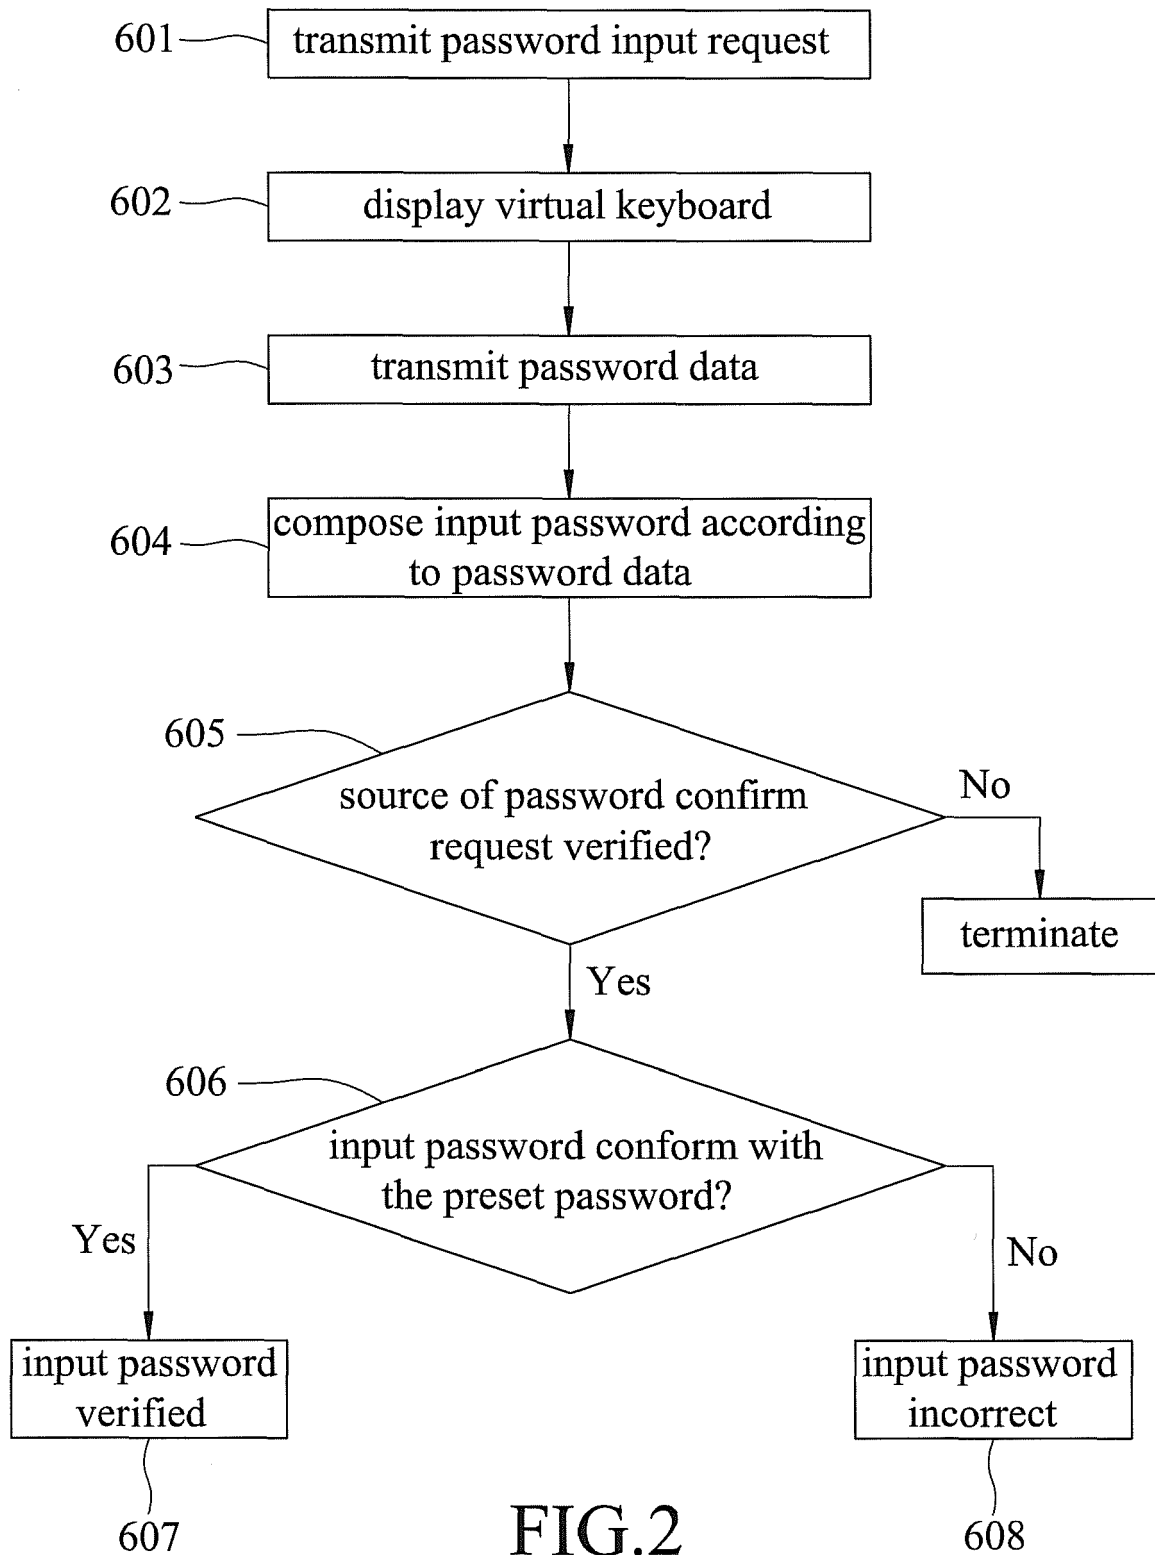 601
transmit password input request
602
display virtual keyboard
603
transmit password data
604
compose input password according
to password data
605
source of password confirm
request verified?
No
terminate
Yes
606
input password conform with
the preset password?
Yes
No
input password
verified
input password
incorrect
607
FIG.2
608